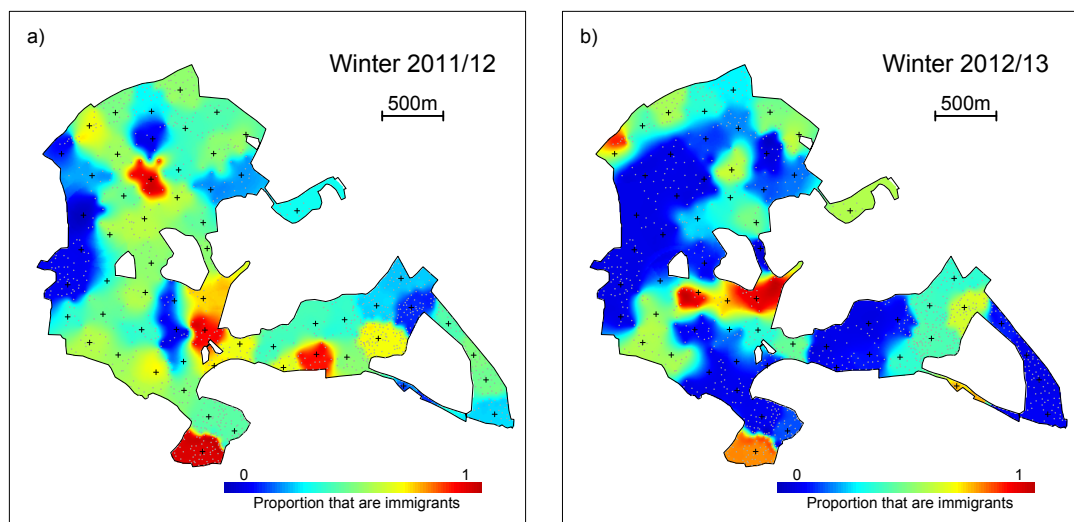 a)
Winter 2011/12
500m
0 1
Proportion that are immigrants
b)
Winter 2012/13
500m
0 1
Proportion that are immigrants